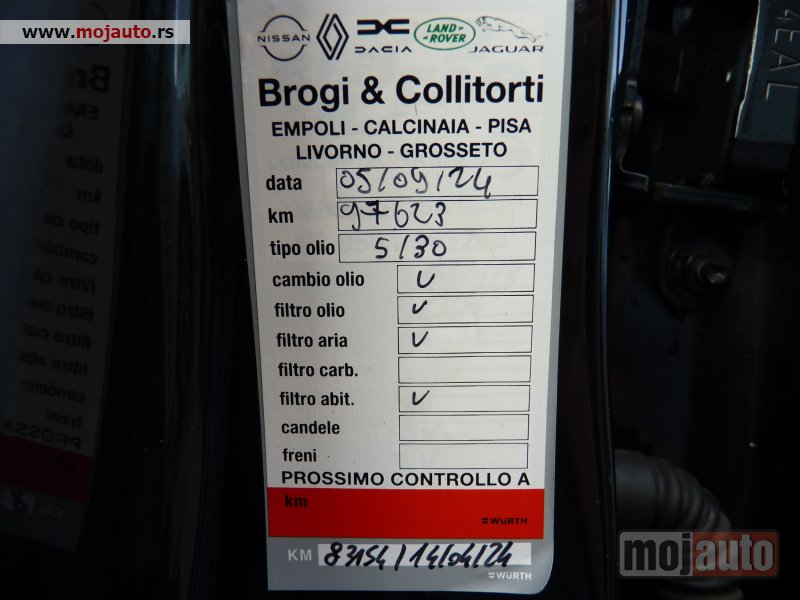 www.mojauto.rs
NISSAN DACIA LAND ROVER JAGUAR
Brogi & Collitorti
EMPOLI - CALCINAIA - PISA
LIVORNO - GROSSETO
data 05/09/24
km 97623
tipo olio 5/30
cambio olio V
filtro olio V
filtro aria V
filtro carb.
filtro abit. V
candele
freni
PROSSIMO CONTROLLO A
km
WÜRTH
KM 83154/14/04/24
WÜRTH
mojauto
4EAL